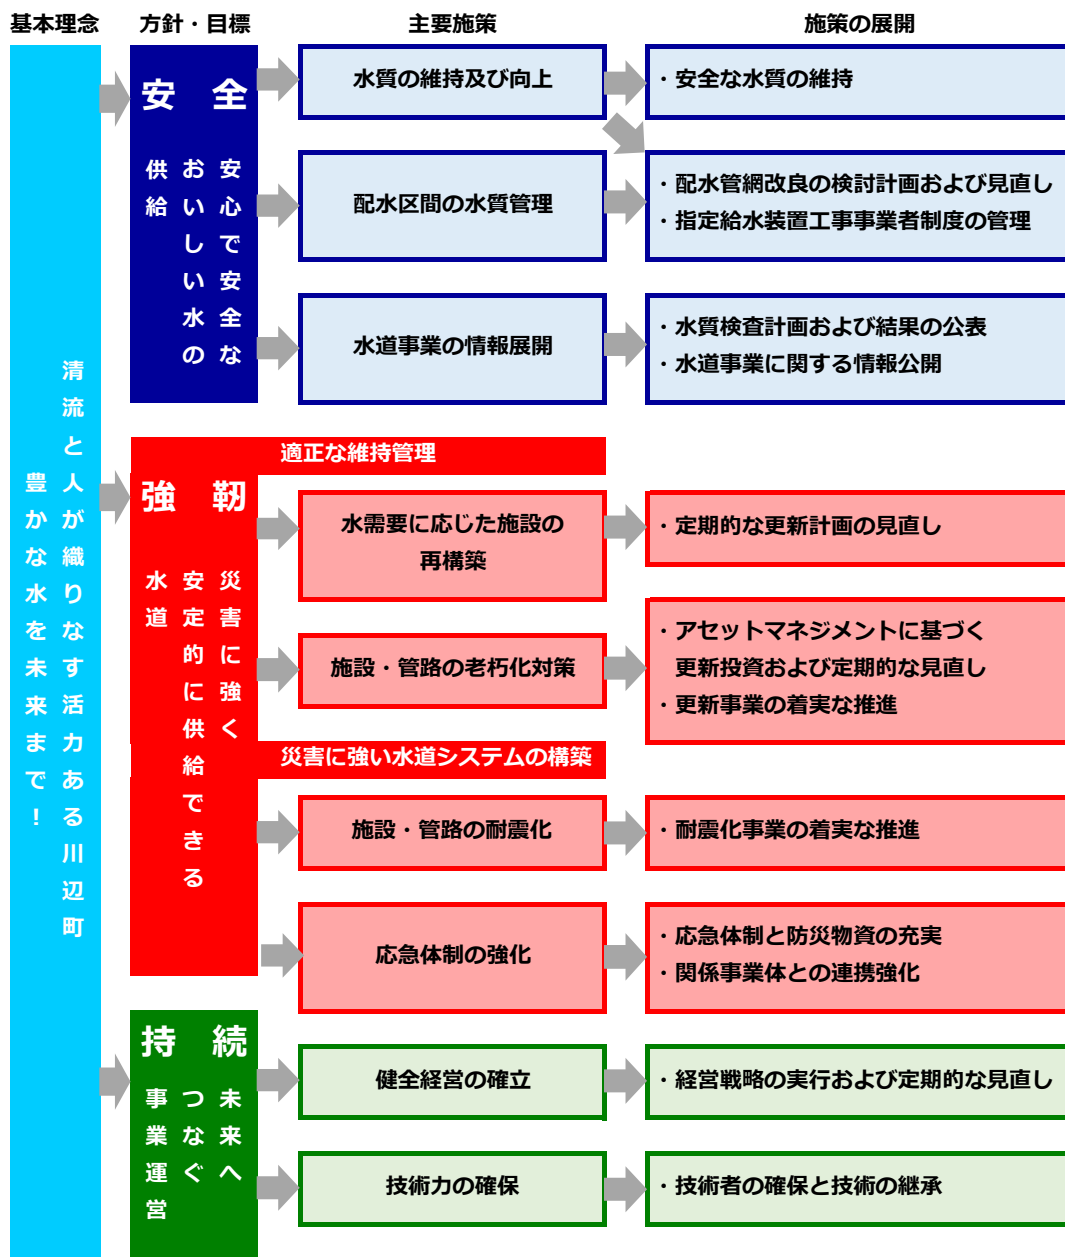 基本理念
方針・目標
主要施策
施策の展開
清流と人が織りなす活力ある川辺町
豊かな水を未来まで！
安　全
安心で安全な
おいしい水の
供給
水質の維持及び向上
・安全な水質の維持
配水区間の水質管理
・配水管網改良の検討計画および見直し
・指定給水装置工事事業者制度の管理
水道事業の情報展開
・水質検査計画および結果の公表
・水道事業に関する情報公開
強　靭
災害に強く
安定的に供給できる
水道
適正な維持管理
水需要に応じた施設の
再構築
・定期的な更新計画の見直し
施設・管路の老朽化対策
・アセットマネジメントに基づく
更新投資および定期的な見直し
・更新事業の着実な推進
災害に強い水道システムの構築
施設・管路の耐震化
・耐震化事業の着実な推進
応急体制の強化
・応急体制と防災物資の充実
・関係事業体との連携強化
持　続
未来へ
つなぐ
事業運営
健全経営の確立
・経営戦略の実行および定期的な見直し
技術力の確保
・技術者の確保と技術の継承